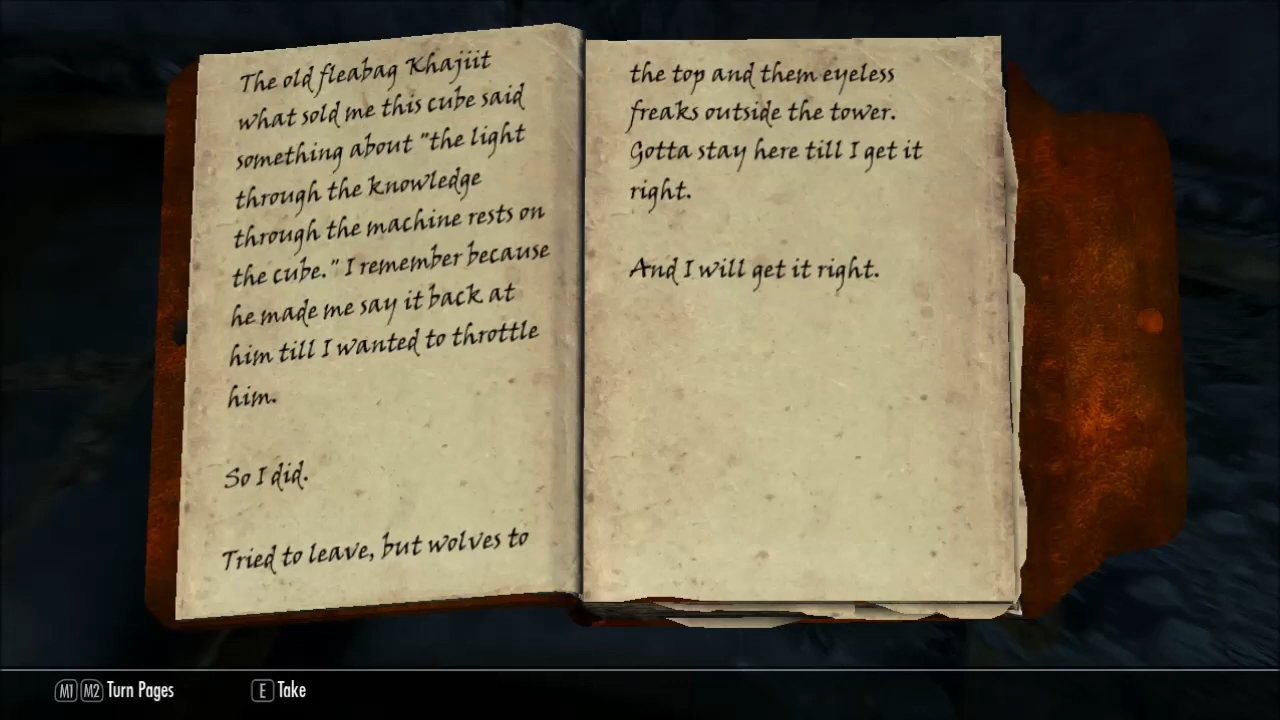 The old fleabag Khajiit
what sold me this cube said
something about "the light
through the knowledge
through the machine rests on
the cube." I remember because
he made me say it back at
him till I wanted to throttle
him.
So I did.
Tried to leave, but wolves to
the top and them eyeless
freaks outside the tower.
Gotta stay here till I get it
right.
And I will get it right.
M1 M2 Turn Pages
E Take